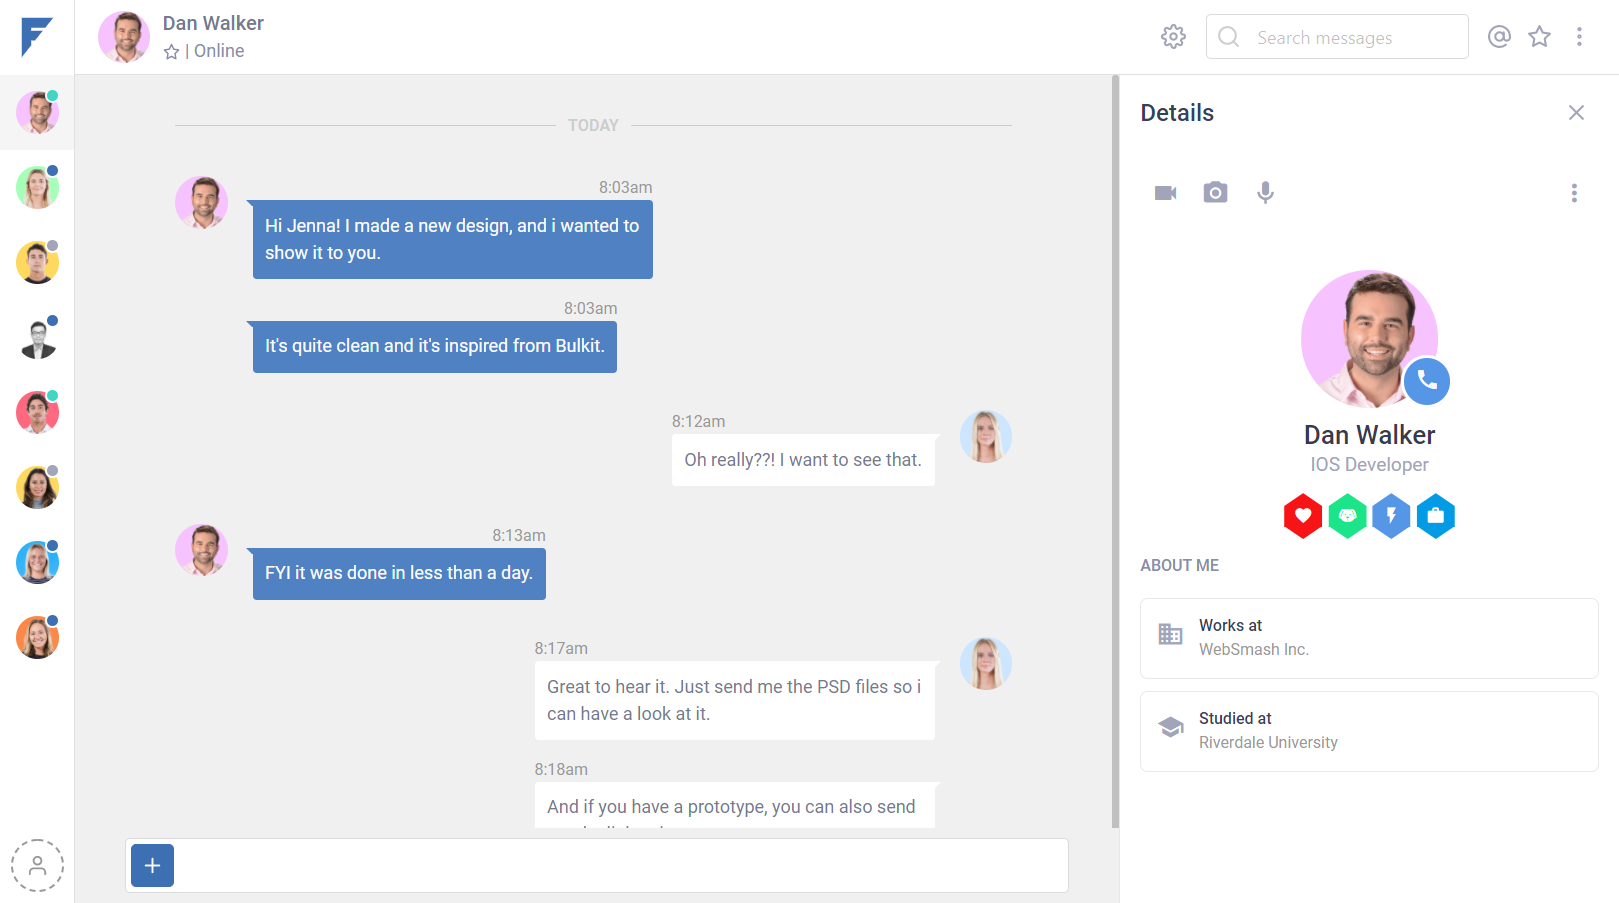 Dan Walker
| Online
Search messages
TODAY
8:03am
Hi Jenna! I made a new design, and i wanted to
show it to you.
8:03am
It's quite clean and it's inspired from Bulkit.
8:12am
Oh really??! I want to see that.
8:13am
FYI it was done in less than a day.
8:17am
Great to hear it. Just send me the PSD files so i
can have a look at it.
8:18am
And if you have a prototype, you can also send
Details
Dan Walker
IOS Developer
ABOUT ME
Works at
WebSmash Inc.
Studied at
Riverdale University